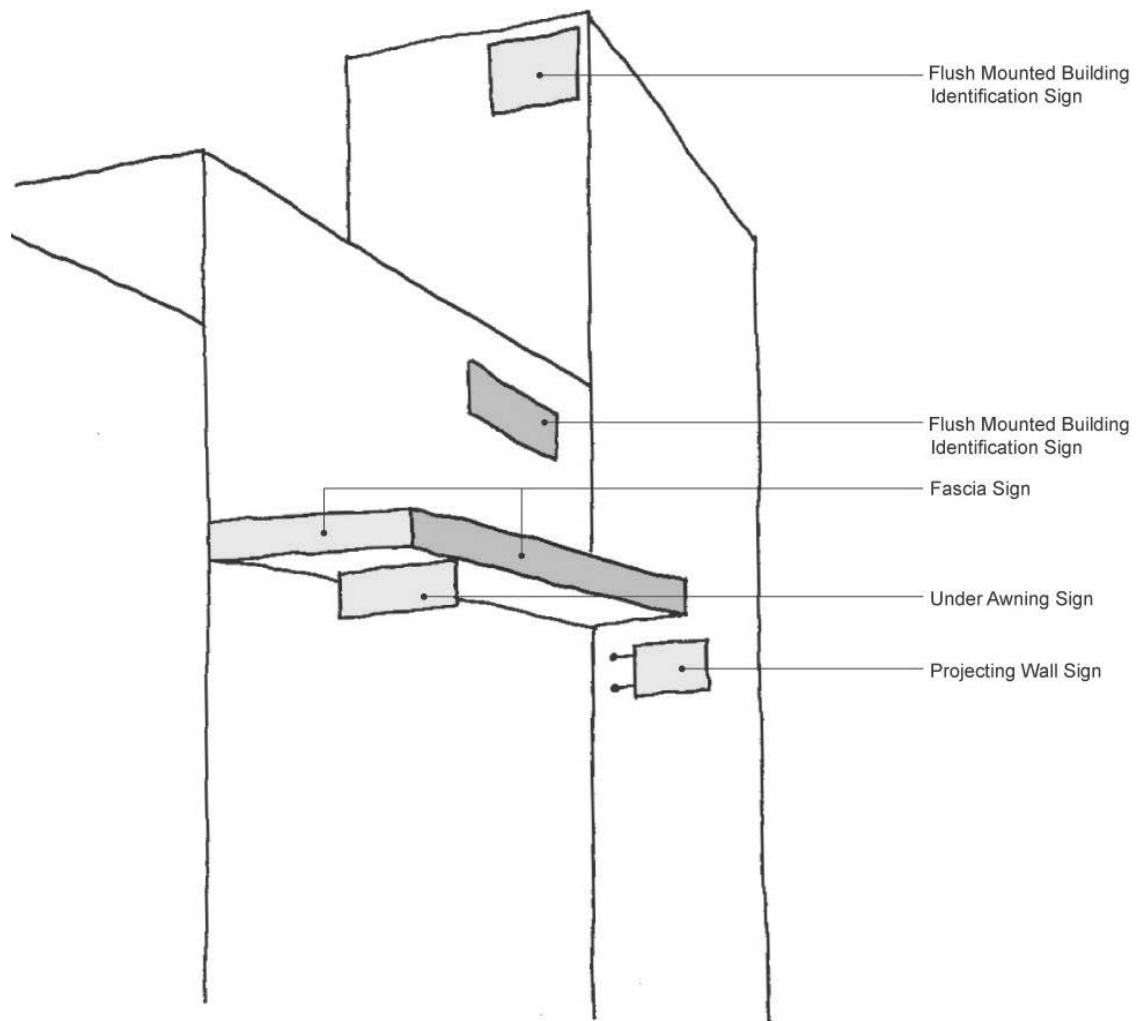 Flush Mounted Building
Identification Sign
Flush Mounted Building
Identification Sign
Fascia Sign
Under Awning Sign
Projecting Wall Sign